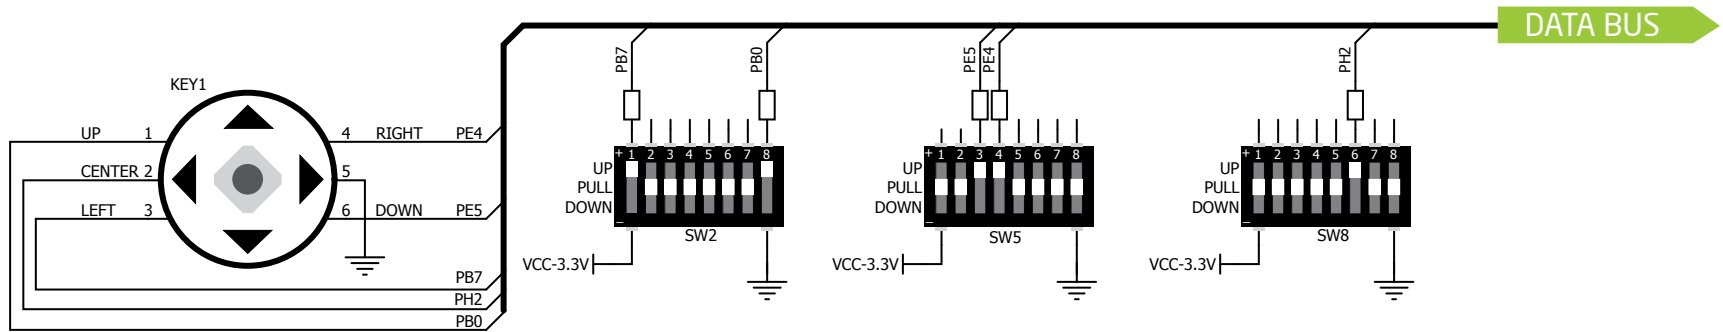 DATA BUS
KEY1
UP 1
CENTER 2
LEFT 3
4 RIGHT PE4
5
6 DOWN PE5
PB7
PH2
PB0
PB7
PB0
+ 1 2 3 4 5 6 7 8
UP
PULL
DOWN
_
SW2
VCC-3.3V
PE5
PE4
+ 1 2 3 4 5 6 7 8
UP
PULL
DOWN
_
SW5
VCC-3.3V
PH2
+ 1 2 3 4 5 6 7 8
UP
PULL
DOWN
_
SW8
VCC-3.3V